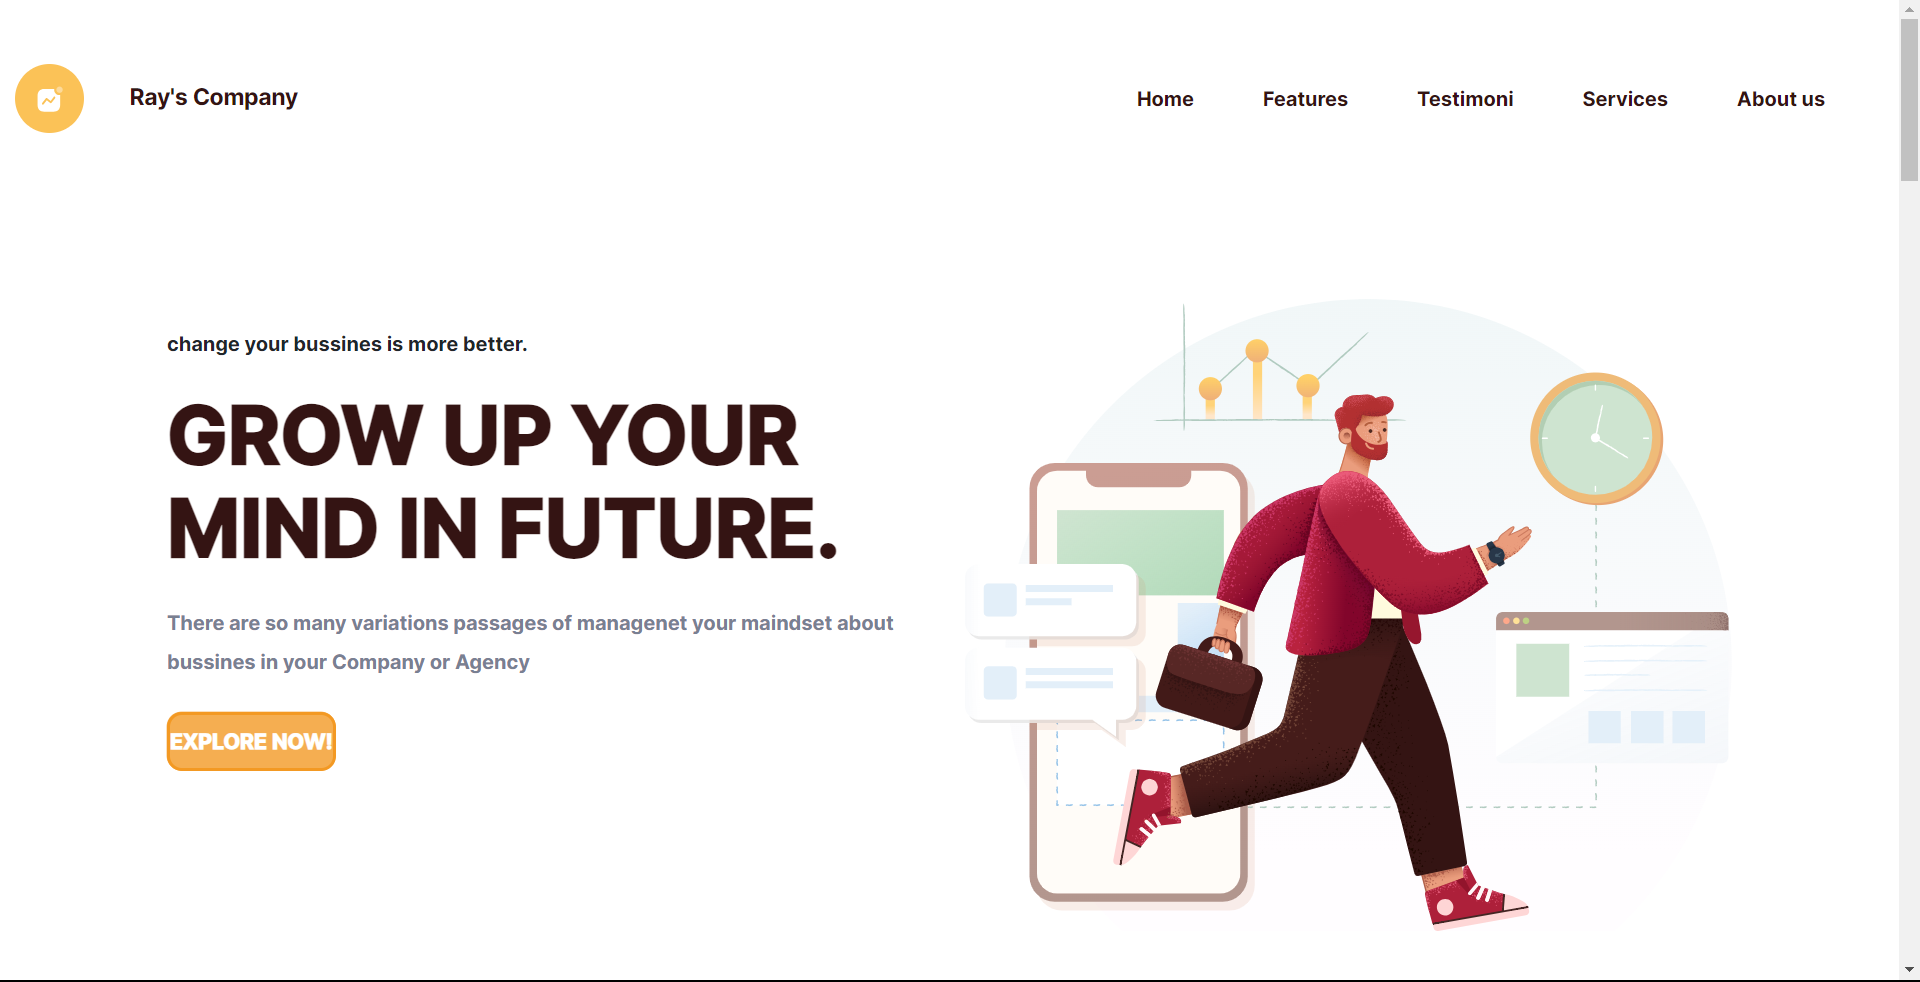 Ray's Company
Home
Features
Testimoni
Services
About us
change your bussines is more better.
GROW UP YOUR
MIND IN FUTURE.
There are so many variations passages of managenet your maindset about
bussines in your Company or Agency
EXPLORE NOW!